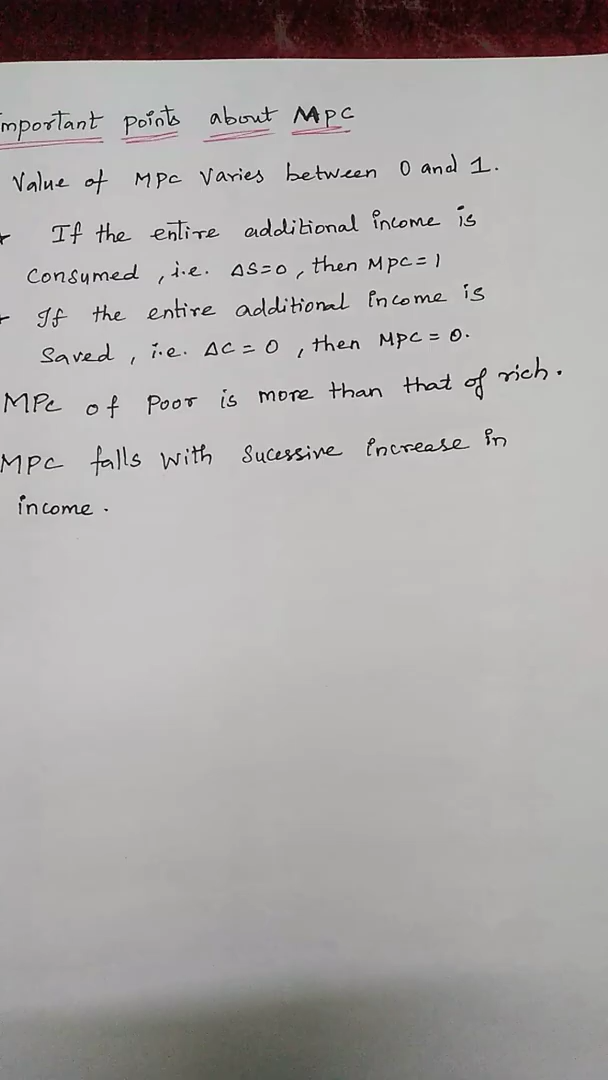 Important points about MPC
Value of MPC Varies between 0 and 1.
If the entire additional income is
Consumed, i.e. ΔS=0, then MPC=1
If the entire additional income is
Saved, i.e. ΔC=0, then MPC=0.
MPC of Poor is more than that of rich.
MPC falls with Sucessive increase in
income.